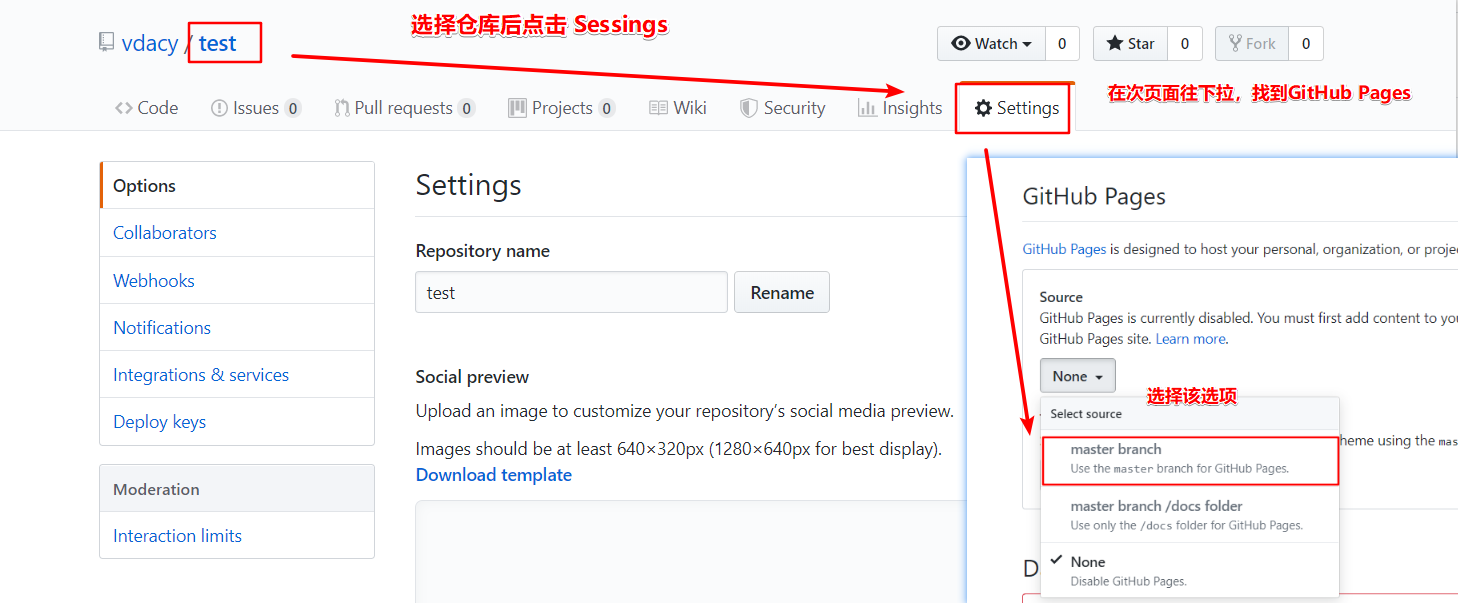 选择仓库后点击 Sessings
vdacy / test
Watch 0 Star 0 Fork 0
Code Issues 0 Pull requests 0 Projects 0 Wiki Security Insights Settings
在次页面往下拉，找到GitHub Pages
Options
Collaborators
Webhooks
Notifications
Integrations & services
Deploy keys
Moderation
Interaction limits
Settings
Repository name
test Rename
Social preview
Upload an image to customize your repository’s social media preview.
Images should be at least 640×320px (1280×640px for best display).
Download template
GitHub Pages
GitHub Pages is designed to host your personal, organization, or proje
Source
GitHub Pages is currently disabled. You must first add content to yo
GitHub Pages site. Learn more.
None
选择该选项
Select source
heme using the mas
master branch
Use the master branch for GitHub Pages.
master branch /docs folder
Use only the /docs folder for GitHub Pages.
None
Disable GitHub Pages.
D